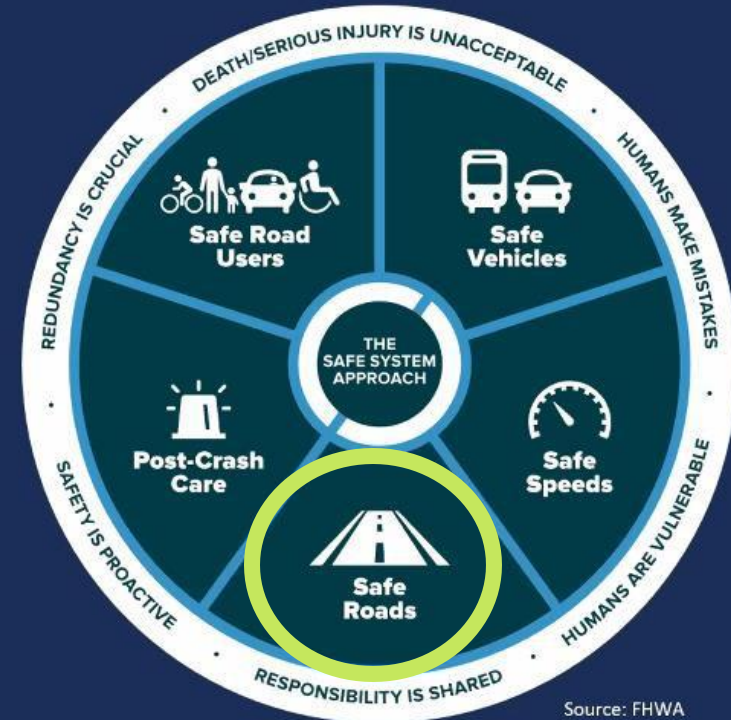 DEATH/SERIOUS INJURY IS UNACCEPTABLE
HUMANS MAKE MISTAKES
HUMANS ARE VULNERABLE
RESPONSIBILITY IS SHARED
SAFETY IS PROACTIVE
REDUNDANCY IS CRUCIAL
Safe Road
Users
Safe
Vehicles
THE
SAFE SYSTEM
APPROACH
Post-Crash
Care
Safe
Speeds
Safe
Roads
Source: FHWA